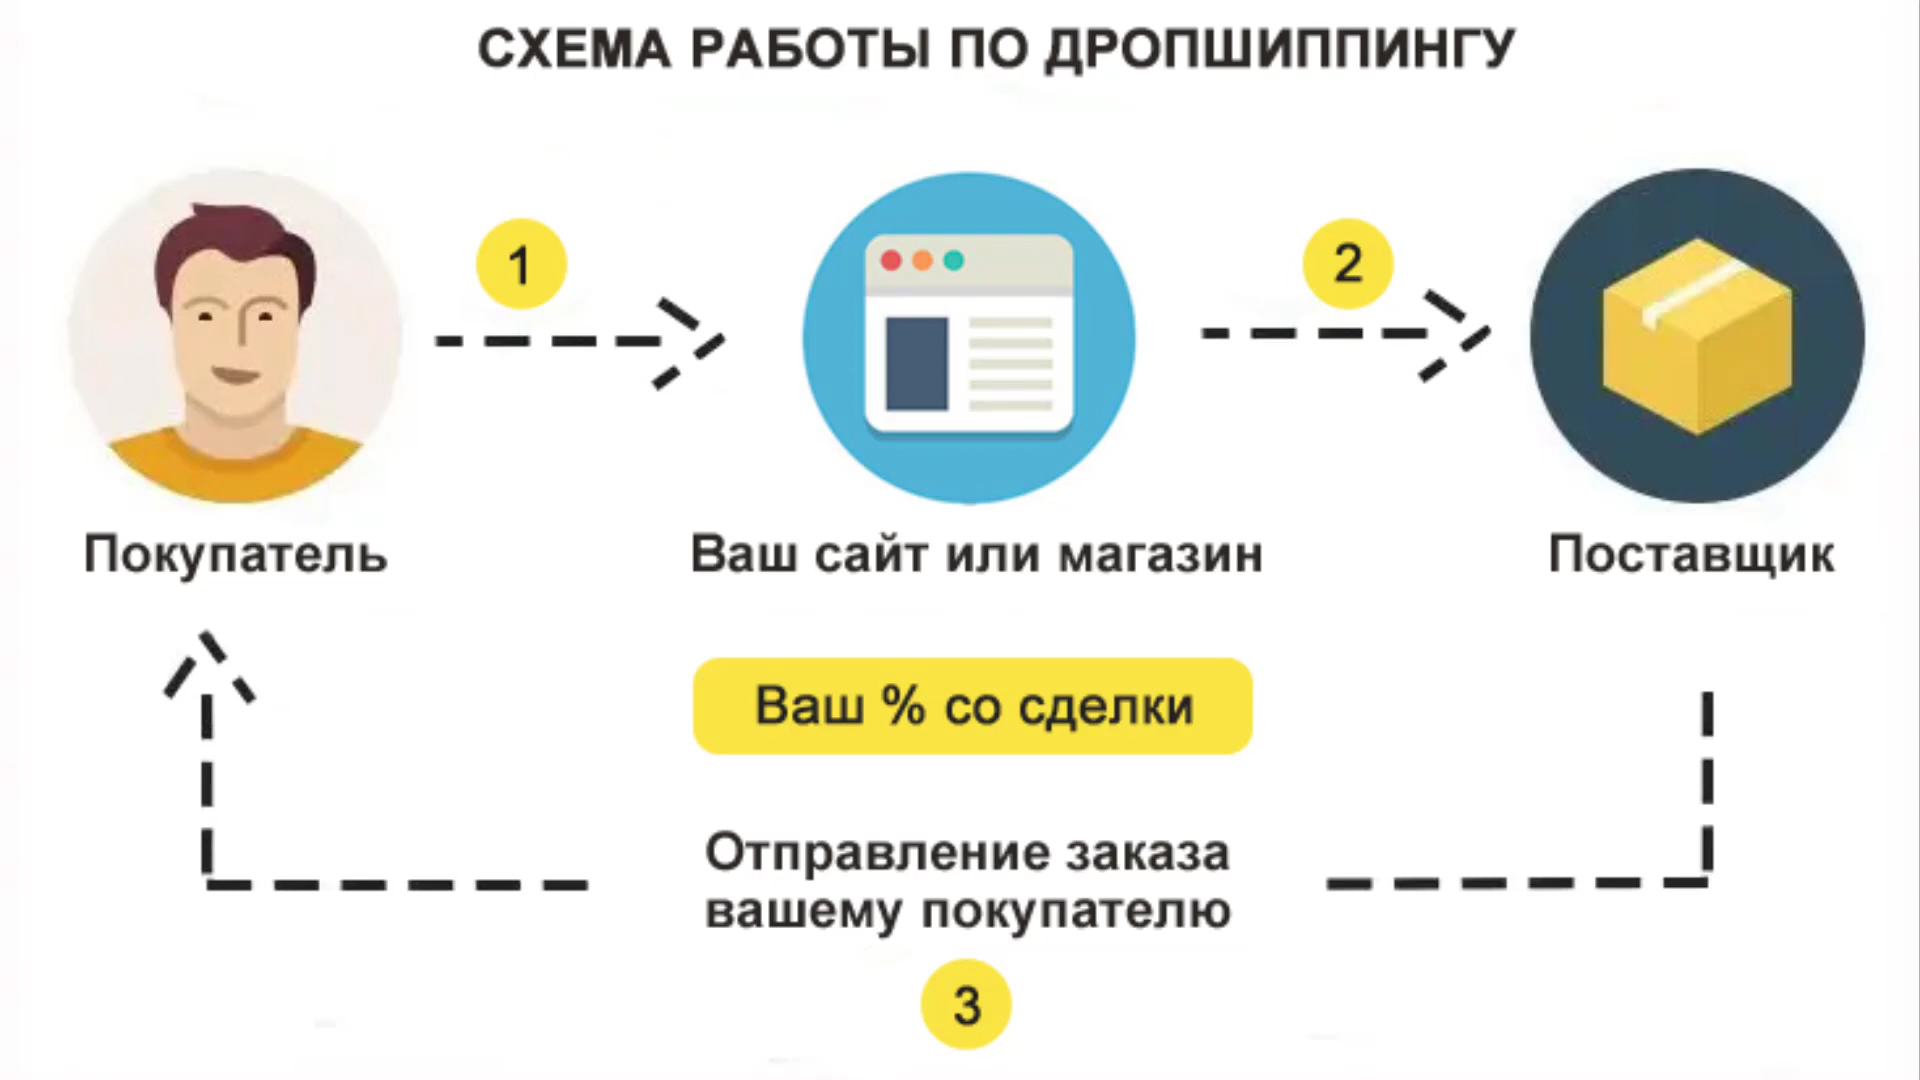 СХЕМА РАБОТЫ ПО ДРОПШИППИНГУ
1
2
Покупатель
Ваш сайт или магазин
Поставщик
Ваш % со сделки
Отправление заказа
вашему покупателю
3